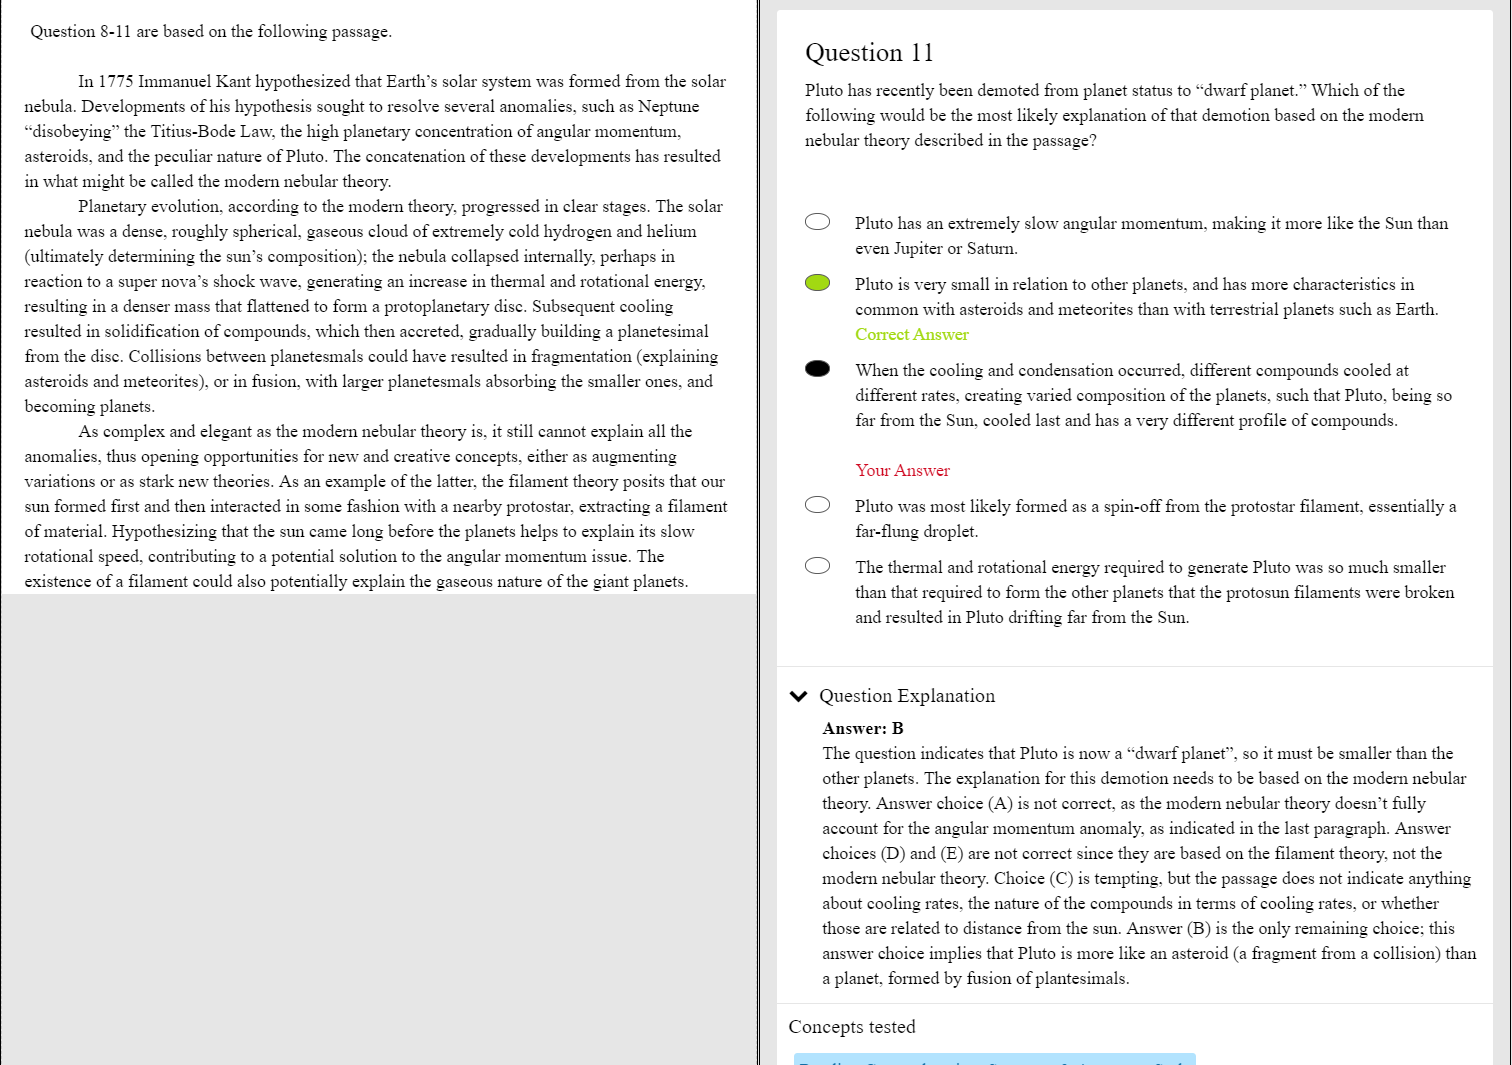 Question 8-11 are based on the following passage.
In 1775 Immanuel Kant hypothesized that Earth’s solar system was formed from the solar
nebula. Developments of his hypothesis sought to resolve several anomalies, such as Neptune
“disobeying” the Titius-Bode Law, the high planetary concentration of angular momentum,
asteroids, and the peculiar nature of Pluto. The concatenation of these developments has resulted
in what might be called the modern nebular theory.
Planetary evolution, according to the modern theory, progressed in clear stages. The solar
nebula was a dense, roughly spherical, gaseous cloud of extremely cold hydrogen and helium
(ultimately determining the sun’s composition); the nebula collapsed internally, perhaps in
reaction to a super nova’s shock wave, generating an increase in thermal and rotational energy,
resulting in a denser mass that flattened to form a protoplanetary disc. Subsequent cooling
resulted in solidification of compounds, which then accreted, gradually building a planetesimal
from the disc. Collisions between planetesmals could have resulted in fragmentation (explaining
asteroids and meteorites), or in fusion, with larger planetesmals absorbing the smaller ones, and
becoming planets.
As complex and elegant as the modern nebular theory is, it still cannot explain all the
anomalies, thus opening opportunities for new and creative concepts, either as augmenting
variations or as stark new theories. As an example of the latter, the filament theory posits that our
sun formed first and then interacted in some fashion with a nearby protostar, extracting a filament
of material. Hypothesizing that the sun came long before the planets helps to explain its slow
rotational speed, contributing to a potential solution to the angular momentum issue. The
existence of a filament could also potentially explain the gaseous nature of the giant planets.
Question 11
Pluto has recently been demoted from planet status to “dwarf planet.” Which of the
following would be the most likely explanation of that demotion based on the modern
nebular theory described in the passage?
Pluto has an extremely slow angular momentum, making it more like the Sun than
even Jupiter or Saturn.
Pluto is very small in relation to other planets, and has more characteristics in
common with asteroids and meteorites than with terrestrial planets such as Earth.
Correct Answer
When the cooling and condensation occurred, different compounds cooled at
different rates, creating varied composition of the planets, such that Pluto, being so
far from the Sun, cooled last and has a very different profile of compounds.
Your Answer
Pluto was most likely formed as a spin-off from the protostar filament, essentially a
far-flung droplet.
The thermal and rotational energy required to generate Pluto was so much smaller
than that required to form the other planets that the protosun filaments were broken
and resulted in Pluto drifting far from the Sun.
Question Explanation
Answer: B
The question indicates that Pluto is now a “dwarf planet”, so it must be smaller than the
other planets. The explanation for this demotion needs to be based on the modern nebular
theory. Answer choice (A) is not correct, as the modern nebular theory doesn’t fully
account for the angular momentum anomaly, as indicated in the last paragraph. Answer
choices (D) and (E) are not correct since they are based on the filament theory, not the
modern nebular theory. Choice (C) is tempting, but the passage does not indicate anything
about cooling rates, the nature of the compounds in terms of cooling rates, or whether
those are related to distance from the sun. Answer (B) is the only remaining choice; this
answer choice implies that Pluto is more like an asteroid (a fragment from a collision) than
a planet, formed by fusion of plantesimals.
Concepts tested